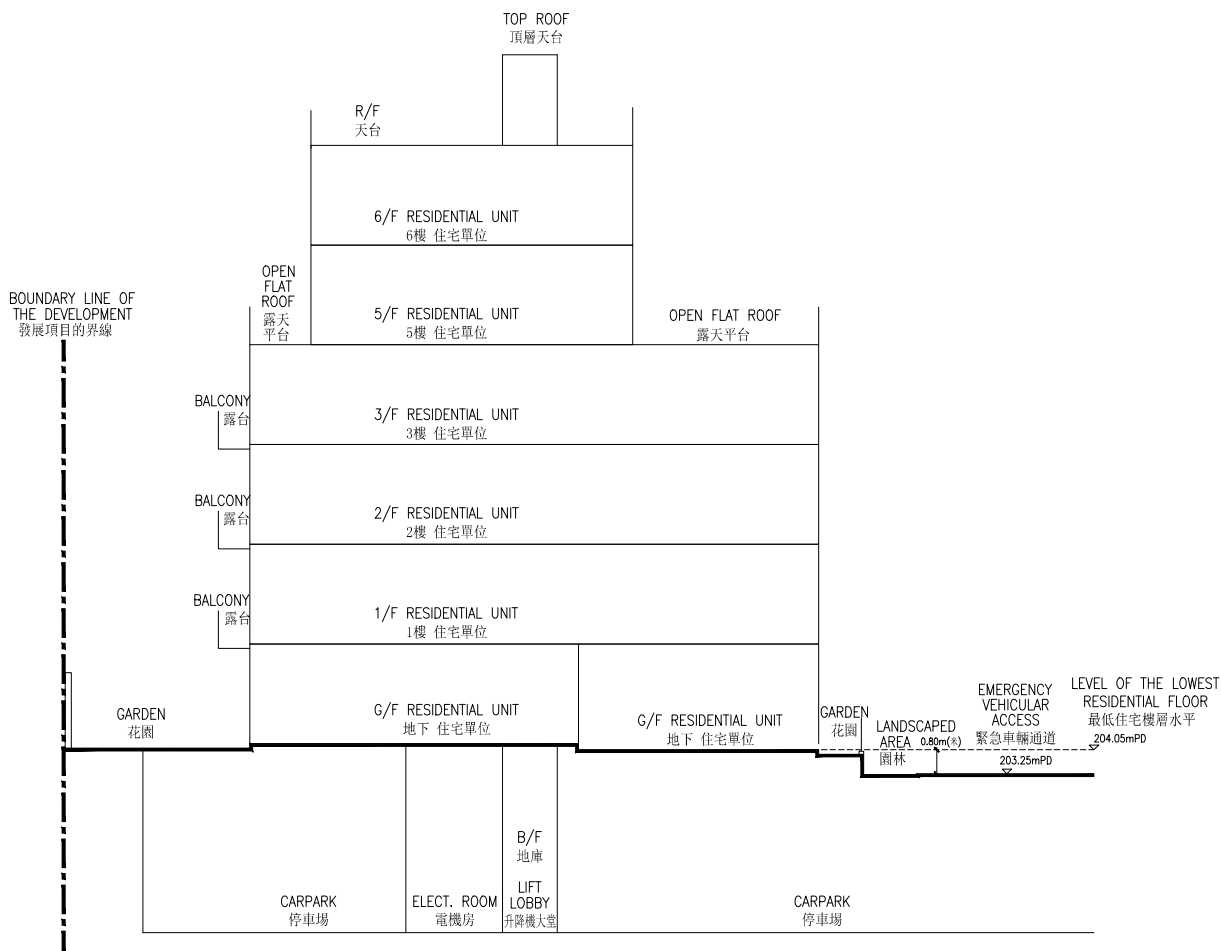 TOP ROOF
頂層天台
R/F
天台
6/F RESIDENTIAL UNIT
6樓 住宅單位
OPEN
FLAT
ROOF
露天
平台
BOUNDARY LINE OF
THE DEVELOPMENT
發展項目的界線
5/F RESIDENTIAL UNIT
5樓 住宅單位
OPEN FLAT ROOF
露天平台
BALCONY
露台
3/F RESIDENTIAL UNIT
3樓 住宅單位
BALCONY
露台
2/F RESIDENTIAL UNIT
2樓 住宅單位
BALCONY
露台
1/F RESIDENTIAL UNIT
1樓 住宅單位
GARDEN
花園
G/F RESIDENTIAL UNIT
地下 住宅單位
G/F RESIDENTIAL UNIT
地下 住宅單位
GARDEN
花園
LANDSCAPED
AREA
園林
0.80m(米)
EMERGENCY
VEHICULAR
ACCESS
緊急車輛通道
203.25mPD
LEVEL OF THE LOWEST
RESIDENTIAL FLOOR
最低住宅樓層水平
204.05mPD
B/F
地庫
CARPARK
停車場
ELECT. ROOM
電機房
LIFT
LOBBY
升降機大堂
CARPARK
停車場